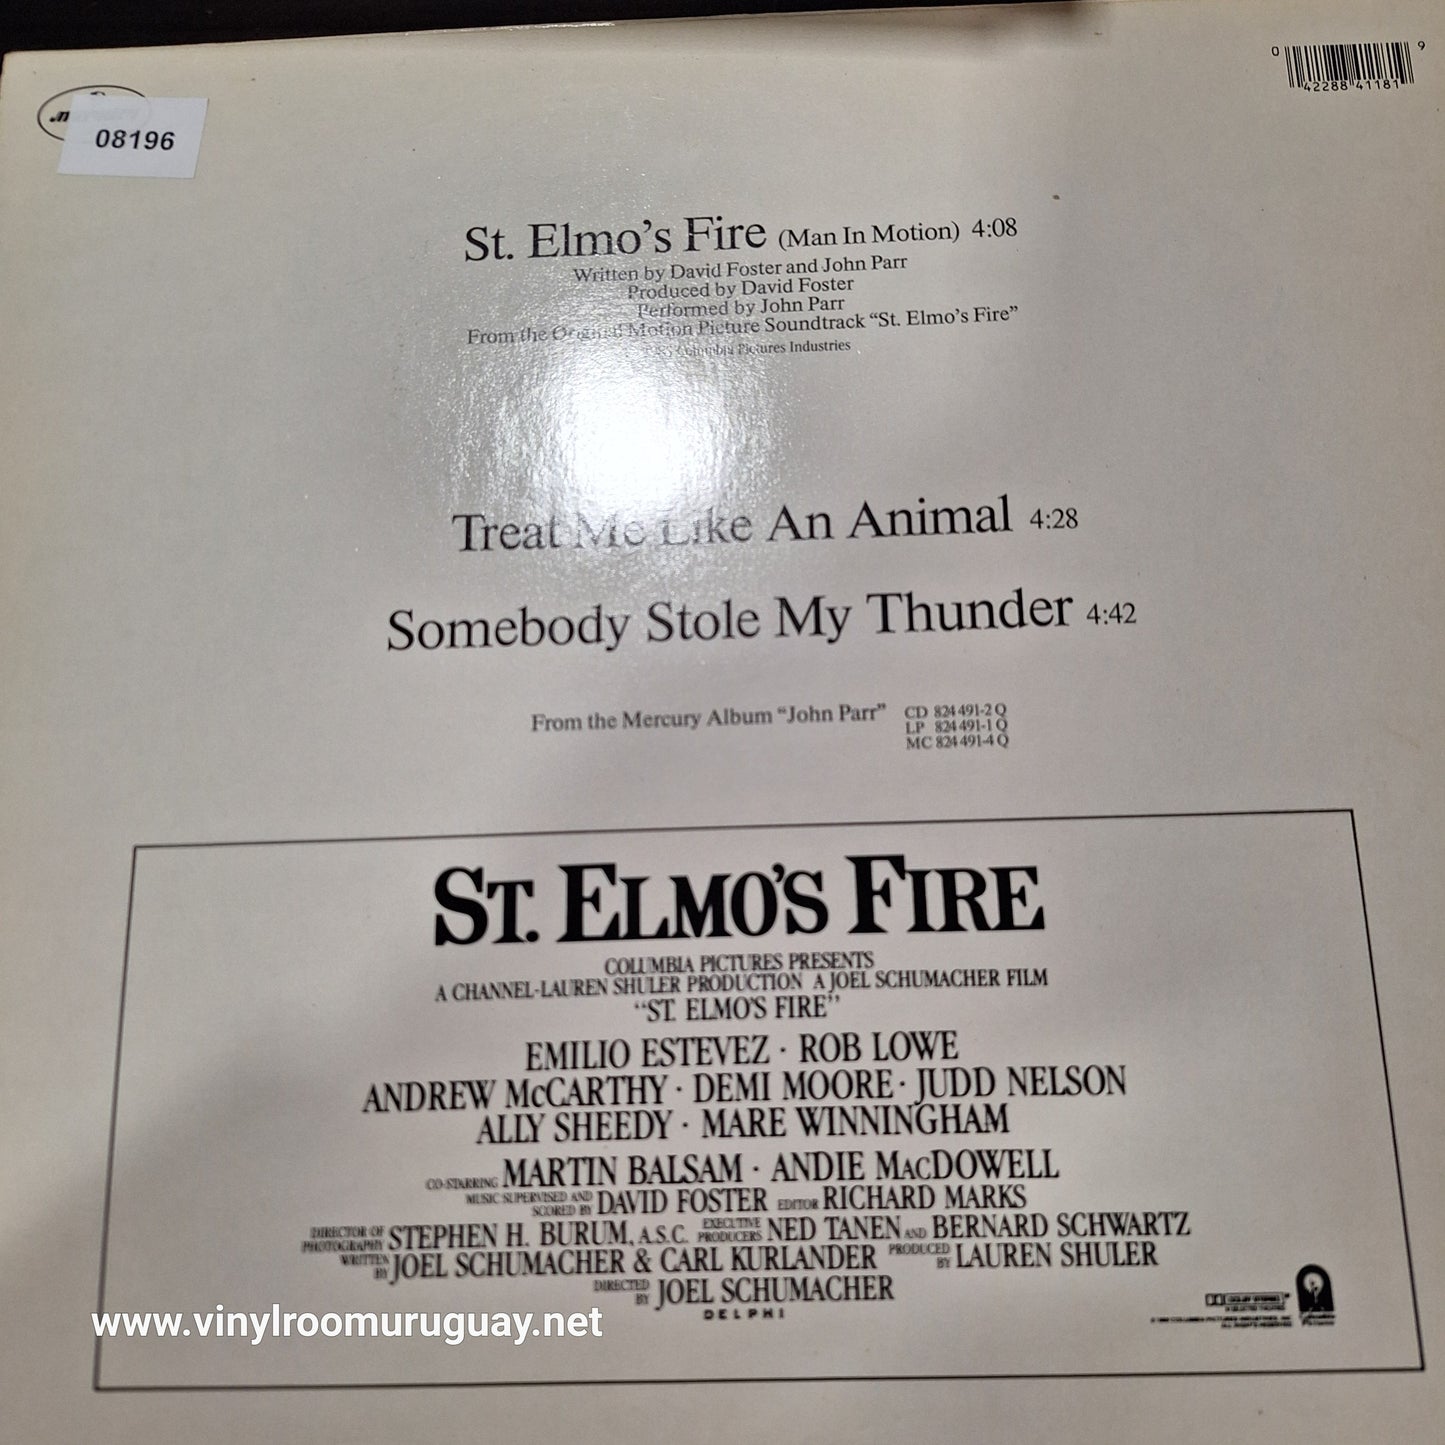 0 42288 41181 9
08196
St. Elmo's Fire (Man In Motion) 4:08
Written by David Foster and John Parr
Produced by David Foster
Performed by John Parr
From the Original Motion Picture Soundtrack “St. Elmo's Fire”
Columbia Pictures Industries
Treat Me Like An Animal 4:28
Somebody Stole My Thunder 4:42
From the Mercury Album “John Parr”
CD 824 491-2 Q
LP 824 491-1 Q
MC 824 491-4 Q
ST. ELMO'S FIRE
COLUMBIA PICTURES PRESENTS
A CHANNEL-LAUREN SHULER PRODUCTION A JOEL SCHUMACHER FILM
“ST. ELMO'S FIRE”
EMILIO ESTEVEZ · ROB LOWE
ANDREW McCARTHY · DEMI MOORE · JUDD NELSON
ALLY SHEEDY · MARE WINNINGHAM
CO-STARRING MARTIN BALSAM · ANDIE MacDOWELL
MUSIC SUPERVISED AND SCORED BY DAVID FOSTER EDITOR RICHARD MARKS
DIRECTOR OF PHOTOGRAPHY STEPHEN H. BURUM, A.S.C. EXECUTIVE PRODUCERS NED TANEN AND BERNARD SCHWARTZ
WRITTEN BY JOEL SCHUMACHER & CARL KURLANDER PRODUCED BY LAUREN SHULER
DIRECTED BY JOEL SCHUMACHER
DELPHI
DOLBY STEREO
www.vinylroomuruguay.net